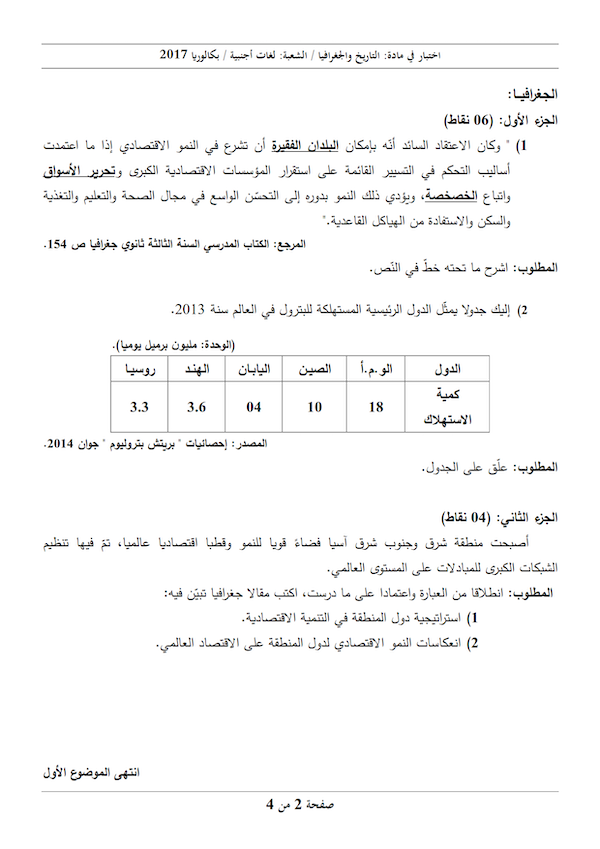 اختبار في مادة: التاريخ والجغرافيا / الشعبة: لغات أجنبية / بكالوريا 2017
الجغرافيـا:
الجزء الأول: (06 نقاط)
1) " وكان الاعتقاد السائد أنّه بإمكان البلدان الفقيرة أن تشرع في النمو الاقتصادي إذا ما اعتمدت
أساليب التحكم في التسيير القائمة على استقرار المؤسسات الاقتصادية الكبرى وتحرير الأسواق
واتباع الخصخصة، ويؤدي ذلك النمو بدوره إلى التحسّن الواسع في مجال الصحة والتعليم والتغذية
والسكن والاستفادة من الهياكل القاعدية."
المرجع: الكتاب المدرسي السنة الثالثة ثانوي جغرافيا ص 154.
المطلوب: اشرح ما تحته خطّ في النّص.
2) إليك جدولا يمثّل الدول الرئيسية المستهلكة للبترول في العالم سنة 2013.
(الوحدة: مليون برميل يوميا).
الدول الو.م.أ الصين اليابان الهند روسيا
كمية الاستهلاك 18 10 04 3.6 3.3
المصدر: إحصائيات " بريتش بتروليوم " جوان 2014.
المطلوب: علّق على الجدول.
الجزء الثاني: (04 نقاط)
أصبحت منطقة شرق وجنوب شرق آسيا فضاءً قويا للنمو وقطبا اقتصاديا عالميا، تمّ فيها تنظيم
الشبكات الكبرى للمبادلات على المستوى العالمي.
المطلوب: انطلاقا من العبارة واعتمادا على ما درست، اكتب مقالا جغرافيا تبيّن فيه:
1) استراتيجية دول المنطقة في التنمية الاقتصادية.
2) انعكاسات النمو الاقتصادي لدول المنطقة على الاقتصاد العالمي.
انتهى الموضوع الأول
صفحة 2 من 4